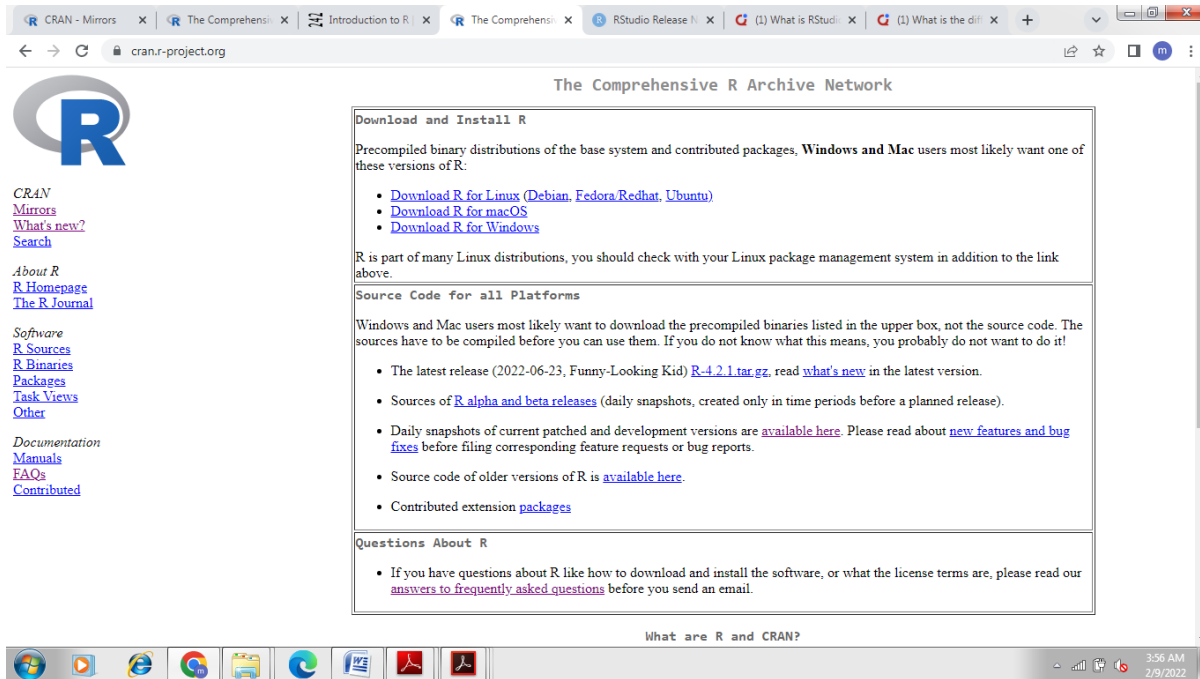 CRAN - Mirrors
The Comprehensi
Introduction to R
The Comprehensi
RStudio Release N
(1) What is RStudi
(1) What is the dif
cran.r-project.org
m
The Comprehensive R Archive Network
R
CRAN
Mirrors
What's new?
Search
About R
R Homepage
The R Journal
Software
R Sources
R Binaries
Packages
Task Views
Other
Documentation
Manuals
FAQs
Contributed
Download and Install R
Precompiled binary distributions of the base system and contributed packages, Windows and Mac users most likely want one of
these versions of R:
• Download R for Linux (Debian, Fedora/Redhat, Ubuntu)
• Download R for macOS
• Download R for Windows
R is part of many Linux distributions, you should check with your Linux package management system in addition to the link
above.
Source Code for all Platforms
Windows and Mac users most likely want to download the precompiled binaries listed in the upper box, not the source code. The
sources have to be compiled before you can use them. If you do not know what this means, you probably do not want to do it!
• The latest release (2022-06-23, Funny-Looking Kid) R-4.2.1.tar.gz, read what's new in the latest version.
• Sources of R alpha and beta releases (daily snapshots, created only in time periods before a planned release).
• Daily snapshots of current patched and development versions are available here. Please read about new features and bug
fixes before filing corresponding feature requests or bug reports.
• Source code of older versions of R is available here.
• Contributed extension packages
Questions About R
• If you have questions about R like how to download and install the software, or what the license terms are, please read our
answers to frequently asked questions before you send an email.
What are R and CRAN?
3:56 AM
2/9/2022